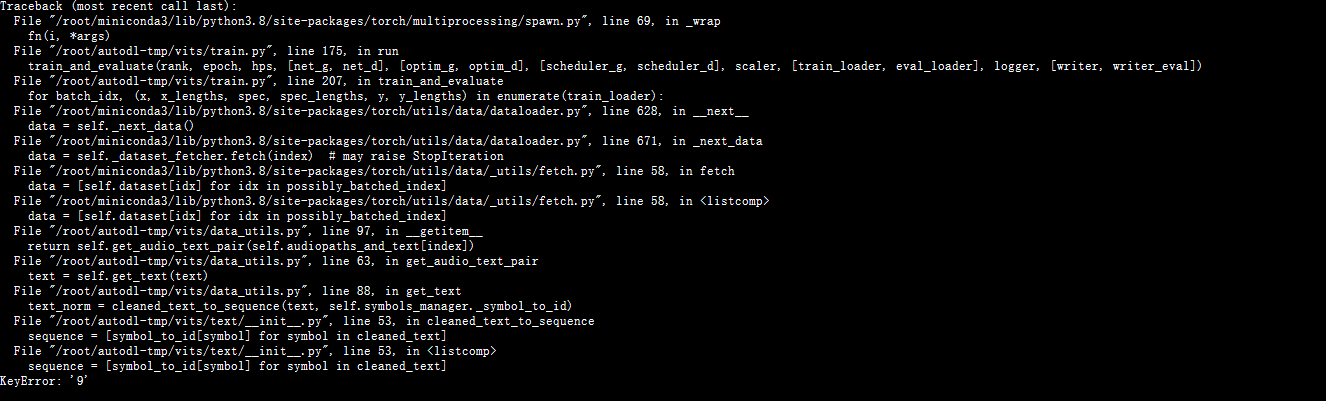 Traceback (most recent call last):
  File "/root/miniconda3/lib/python3.8/site-packages/torch/multiprocessing/spawn.py", line 69, in _wrap
    fn(i, *args)
  File "/root/autodl-tmp/vits/train.py", line 175, in run
    train_and_evaluate(rank, epoch, hps, [net_g, net_d], [optim_g, optim_d], [scheduler_g, scheduler_d], scaler, [train_loader, eval_loader], logger, [writer, writer_eval])
  File "/root/autodl-tmp/vits/train.py", line 207, in train_and_evaluate
    for batch_idx, (x, x_lengths, spec, spec_lengths, y, y_lengths) in enumerate(train_loader):
  File "/root/miniconda3/lib/python3.8/site-packages/torch/utils/data/dataloader.py", line 628, in __next__
    data = self._next_data()
  File "/root/miniconda3/lib/python3.8/site-packages/torch/utils/data/dataloader.py", line 671, in _next_data
    data = self._dataset_fetcher.fetch(index)  # may raise StopIteration
  File "/root/miniconda3/lib/python3.8/site-packages/torch/utils/data/_utils/fetch.py", line 58, in fetch
    data = [self.dataset[idx] for idx in possibly_batched_index]
  File "/root/miniconda3/lib/python3.8/site-packages/torch/utils/data/_utils/fetch.py", line 58, in <listcomp>
    data = [self.dataset[idx] for idx in possibly_batched_index]
  File "/root/autodl-tmp/vits/data_utils.py", line 97, in __getitem__
    return self.get_audio_text_pair(self.audiopaths_and_text[index])
  File "/root/autodl-tmp/vits/data_utils.py", line 63, in get_audio_text_pair
    text = self.get_text(text)
  File "/root/autodl-tmp/vits/data_utils.py", line 88, in get_text
    text_norm = cleaned_text_to_sequence(text, self.symbols_manager._symbol_to_id)
  File "/root/autodl-tmp/vits/text/__init__.py", line 53, in cleaned_text_to_sequence
    sequence = [symbol_to_id[symbol] for symbol in cleaned_text]
  File "/root/autodl-tmp/vits/text/__init__.py", line 53, in <listcomp>
    sequence = [symbol_to_id[symbol] for symbol in cleaned_text]
KeyError: '9'